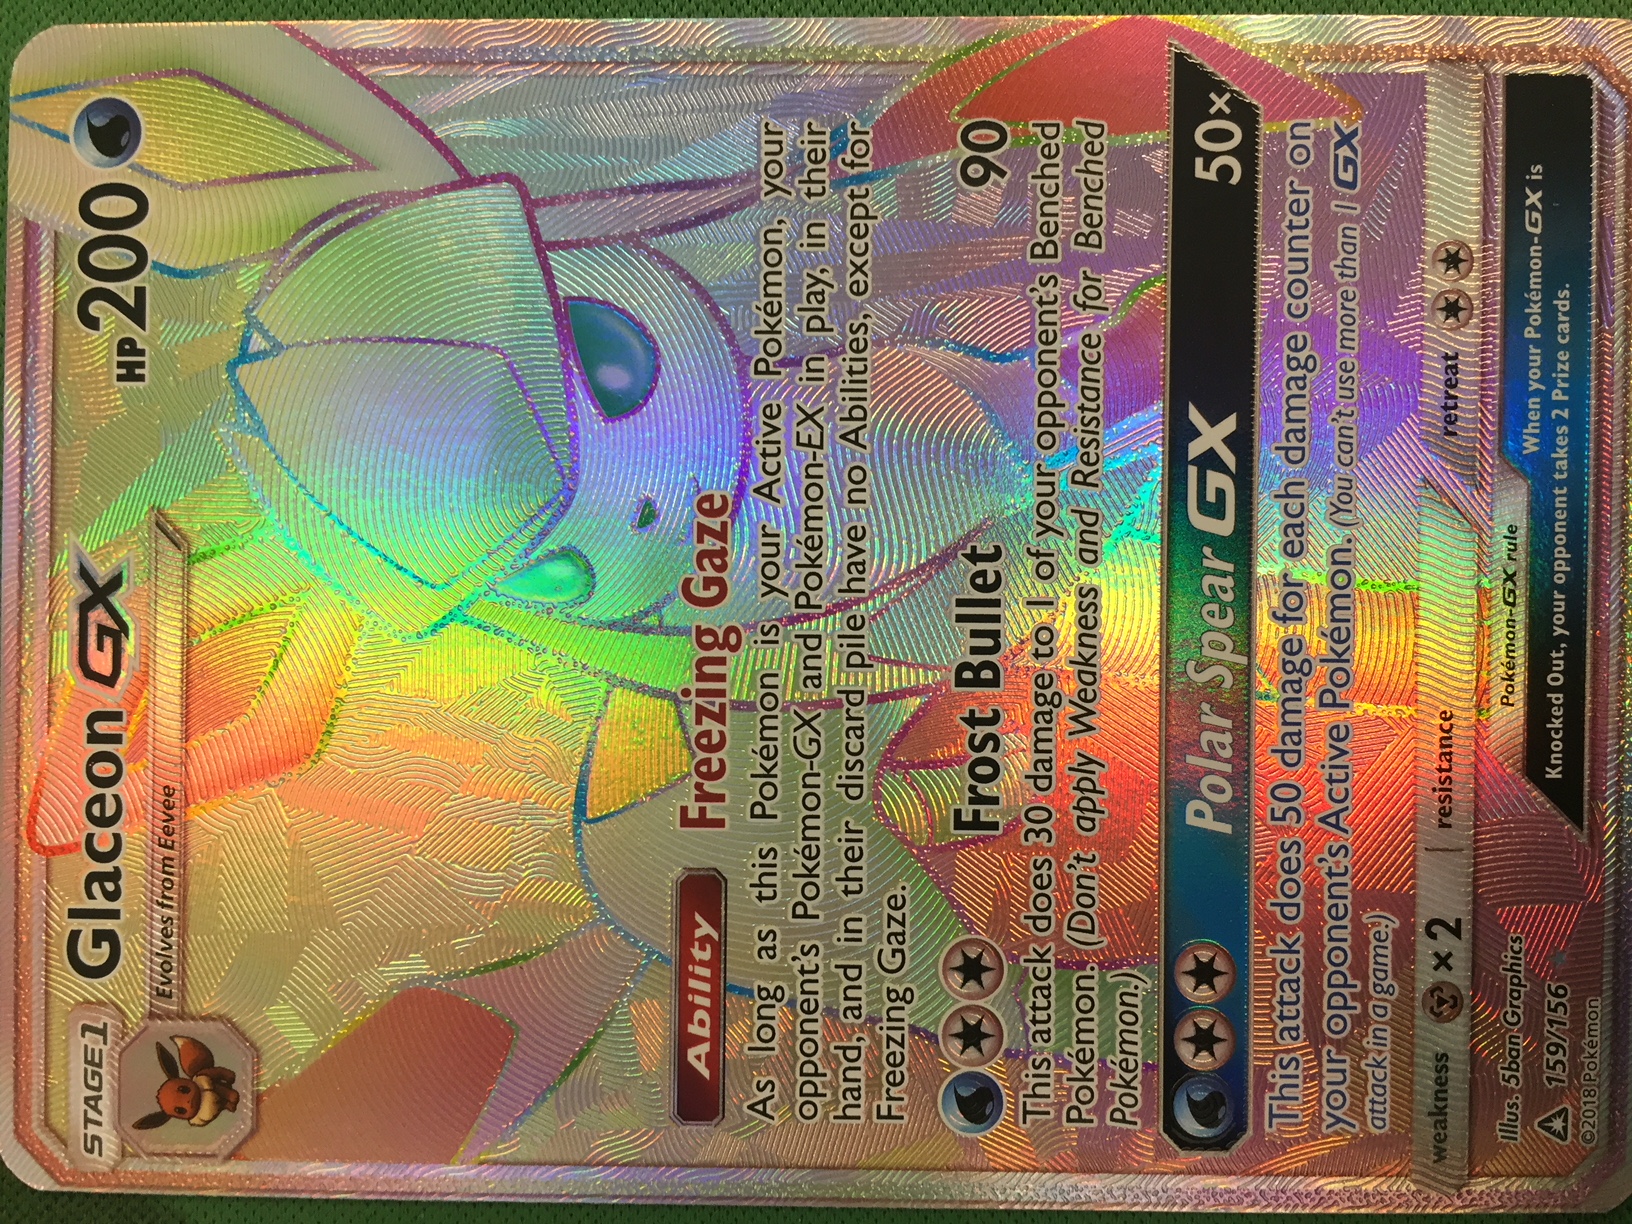 STAGE1 Glaceon GX HP200
Evolves from Eevee
Ability Freezing Gaze
As long as this Pokémon is your Active Pokémon, your
opponent's Pokémon-GX and Pokémon-EX in play, in their
hand, and in their discard pile have no Abilities, except for
Freezing Gaze.
Frost Bullet 90
This attack does 30 damage to 1 of your opponent's Benched
Pokémon. (Don't apply Weakness and Resistance for Benched
Pokémon.)
Polar Spear GX 50×
This attack does 50 damage for each damage counter on
your opponent's Active Pokémon. (You can't use more than 1 GX
attack in a game.)
weakness ×2 resistance retreat
Illus. 5ban Graphics
159/156
©2018 Pokémon
Pokémon-GX rule
When your Pokémon-GX is
Knocked Out, your opponent takes 2 Prize cards.